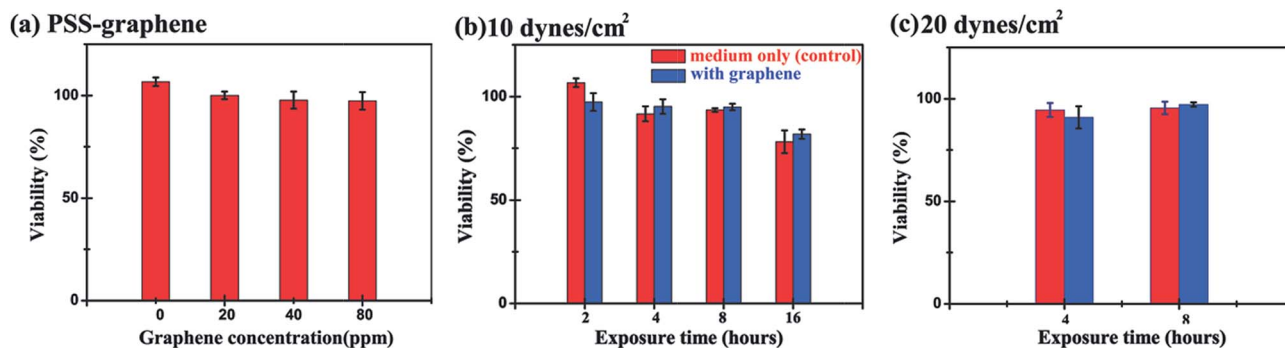 (a) PSS-graphene
Viability (%)
100
50
0
0 20 40 80
Graphene concentration(ppm)
(b)10 dynes/cm²
medium only (control)
with graphene
Viability (%)
100
50
0
2 4 8 16
Exposure time (hours)
(c)20 dynes/cm²
Viability (%)
100
50
0
4 8
Exposure time (hours)